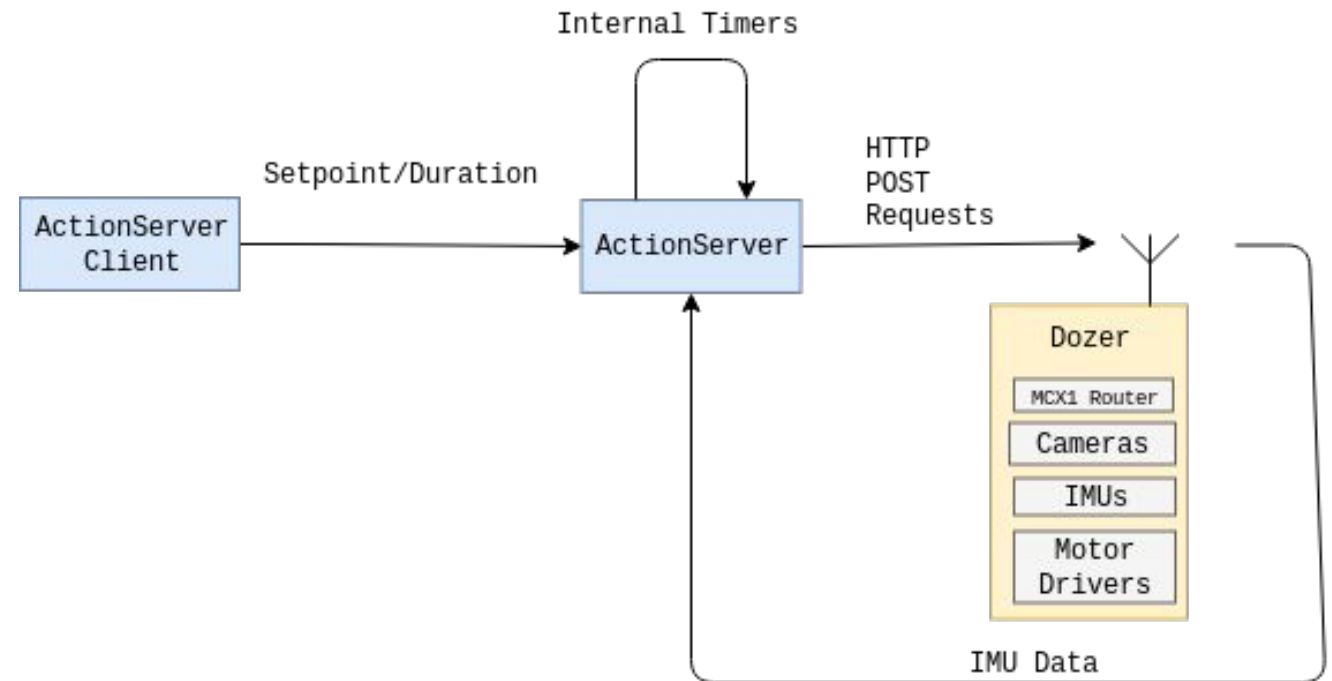 Internal Timers
Setpoint/Duration
HTTP
POST
Requests
ActionServer
Client
ActionServer
Dozer
MCX1 Router
Cameras
IMUs
Motor
Drivers
IMU Data